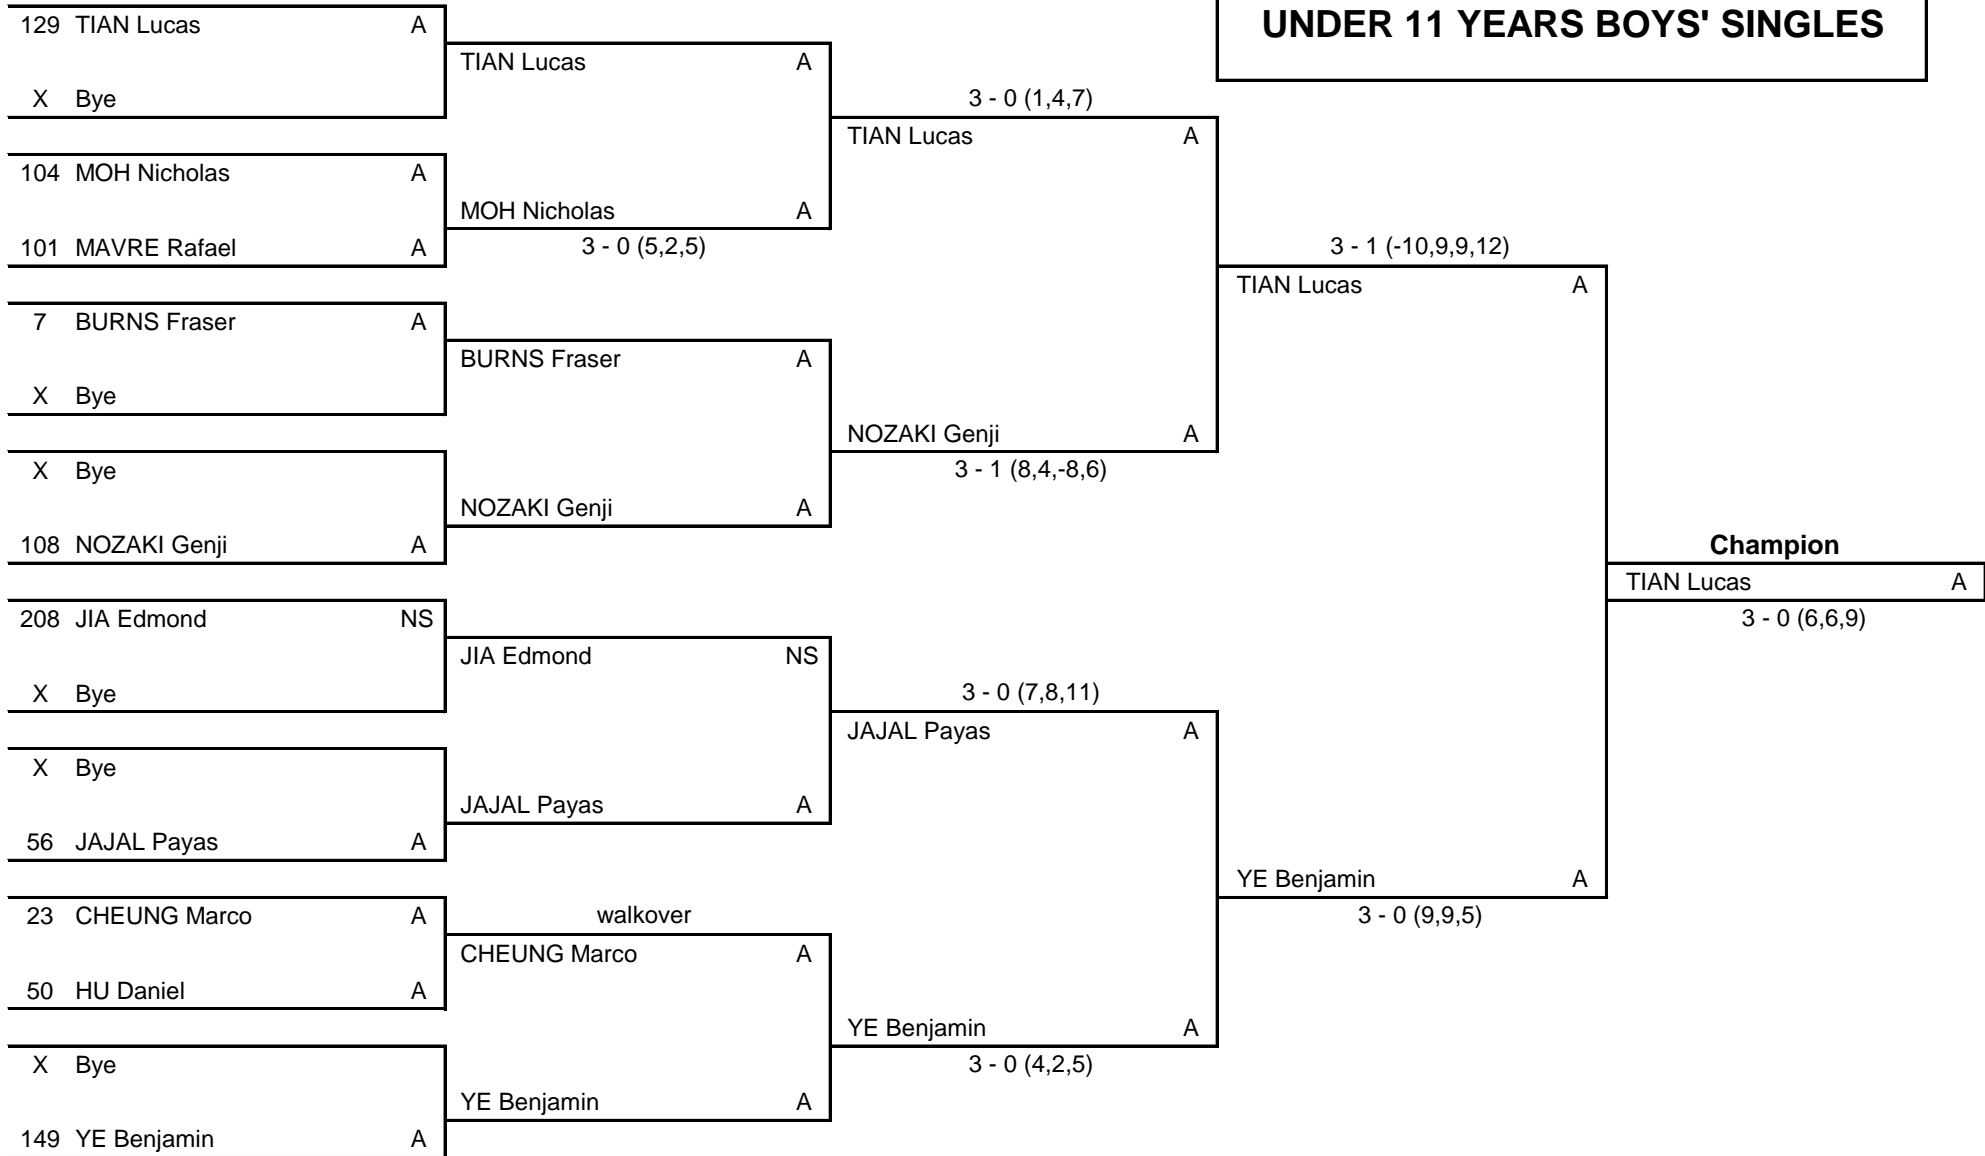 UNDER 11 YEARS BOYS' SINGLES
129 TIAN Lucas A
X Bye
104 MOH Nicholas A
101 MAVRE Rafael A
7 BURNS Fraser A
X Bye
X Bye
108 NOZAKI Genji A
208 JIA Edmond NS
X Bye
X Bye
56 JAJAL Payas A
23 CHEUNG Marco A
50 HU Daniel A
X Bye
149 YE Benjamin A
TIAN Lucas A
MOH Nicholas A
3 - 0 (5,2,5)
BURNS Fraser A
NOZAKI Genji A
JIA Edmond NS
JAJAL Payas A
walkover
CHEUNG Marco A
YE Benjamin A
3 - 0 (1,4,7)
TIAN Lucas A
NOZAKI Genji A
3 - 1 (8,4,-8,6)
3 - 0 (7,8,11)
JAJAL Payas A
YE Benjamin A
3 - 0 (4,2,5)
3 - 1 (-10,9,9,12)
TIAN Lucas A
YE Benjamin A
3 - 0 (9,9,5)
Champion
TIAN Lucas A
3 - 0 (6,6,9)